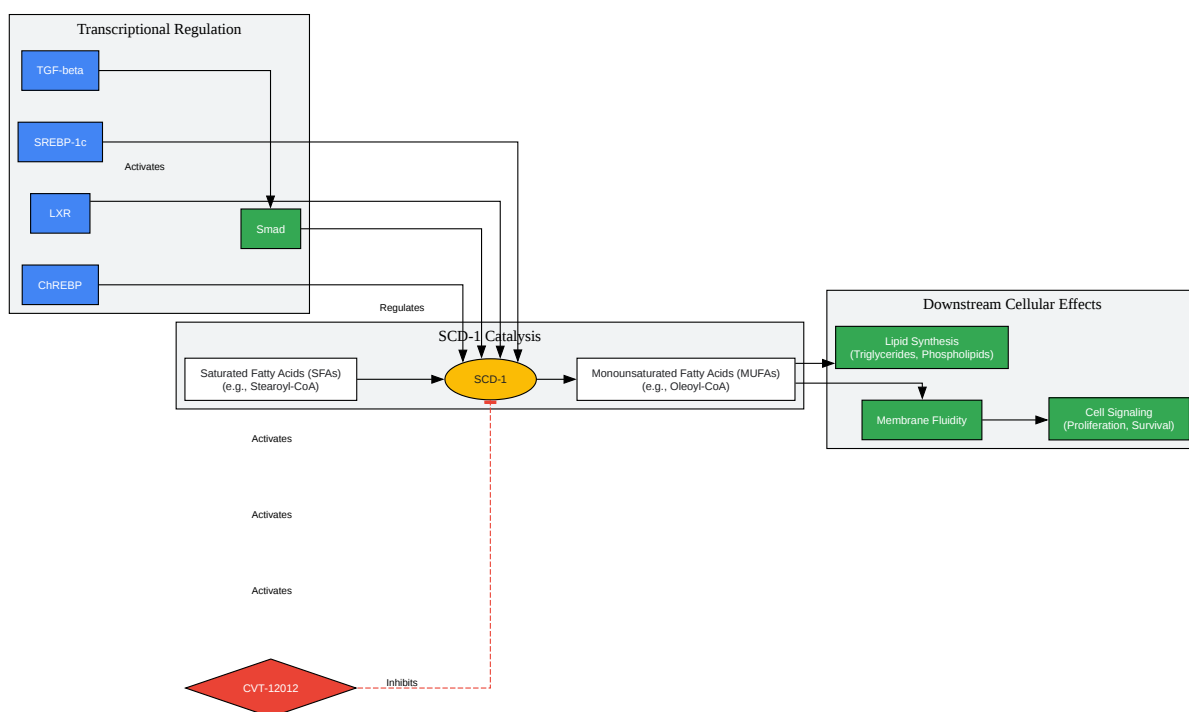 Transcriptional Regulation
TGF-beta
SREBP-1c
Activates
LXR
Smad
ChREBP
Regulates
SCD-1 Catalysis
Saturated Fatty Acids (SFAs)
(e.g., Stearoyl-CoA)
SCD-1
Monounsaturated Fatty Acids (MUFAs)
(e.g., Oleoyl-CoA)
Downstream Cellular Effects
Lipid Synthesis
(Triglycerides, Phospholipids)
Membrane Fluidity
Cell Signaling
(Proliferation, Survival)
Activates
Activates
Activates
CVT-12012
Inhibits